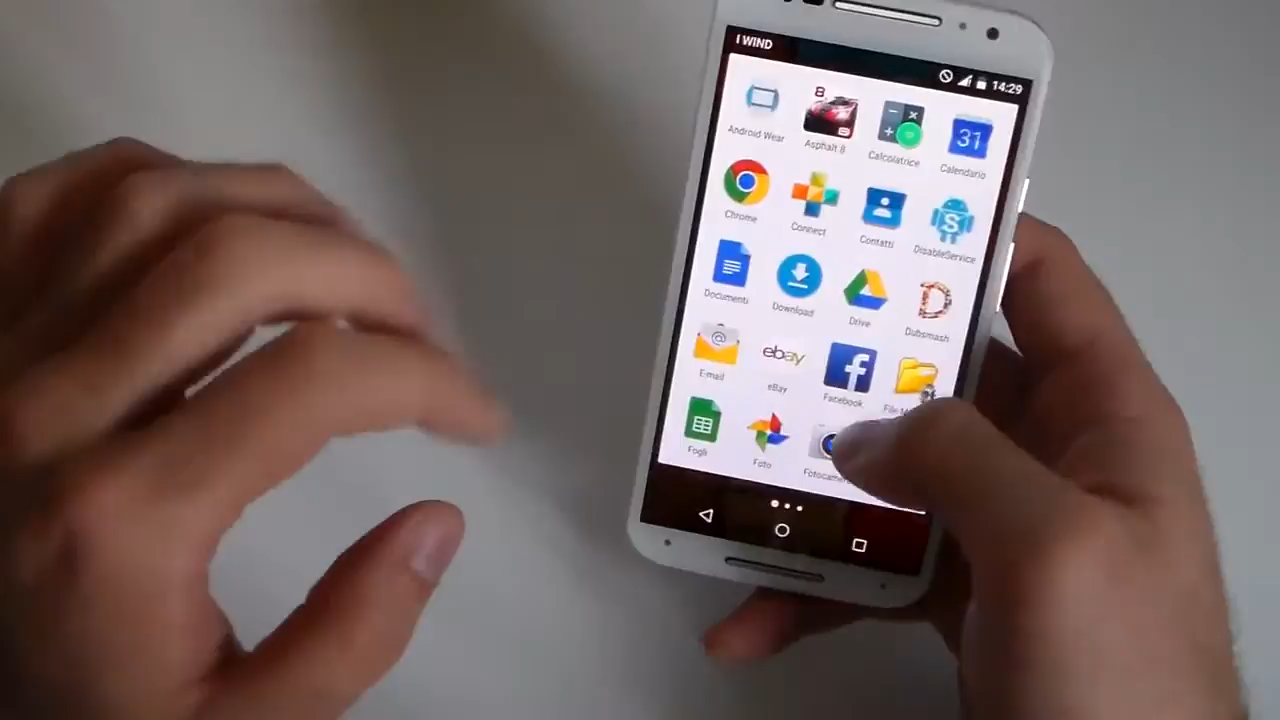 I WIND
14:29
Android Wear
8
Asphalt 8
Calcolatrice
31
Calendario
Chrome
Connect
Contatti
S
DisableService
Documenti
Download
Drive
D
Dubsmash
@
E-mail
ebay
eBay
f
Facebook
File
Fogli
Foto